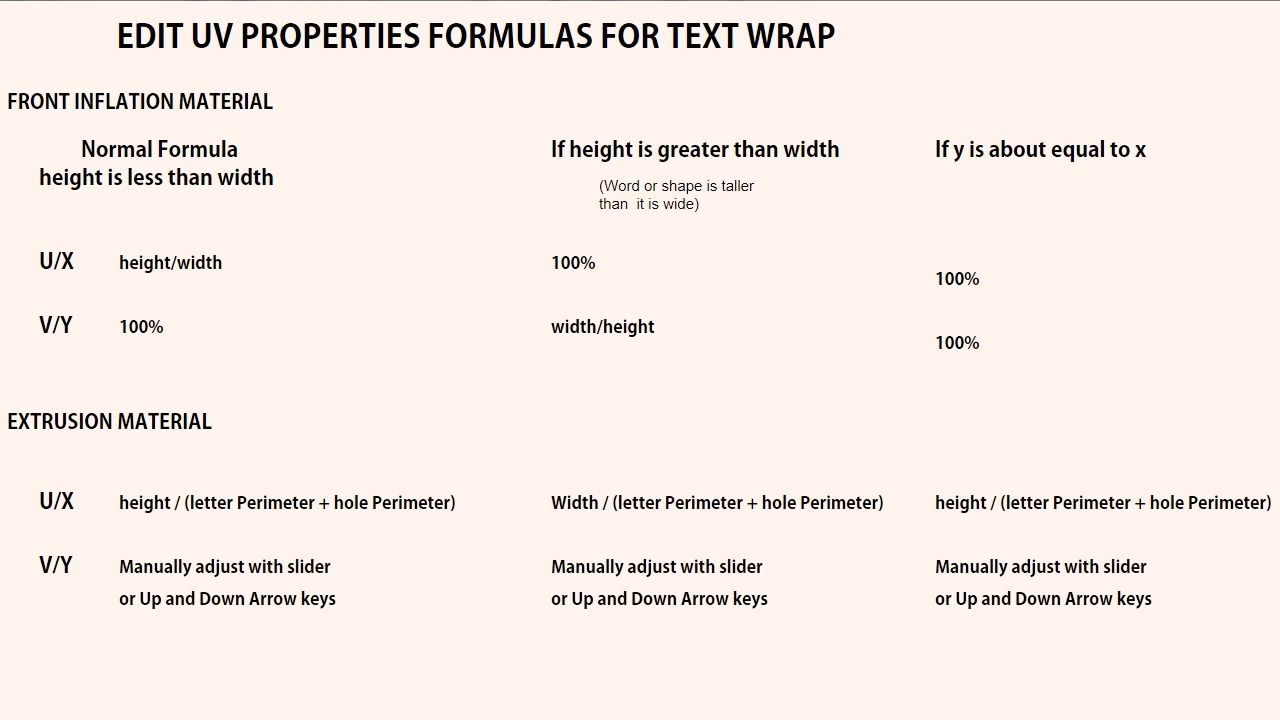 EDIT UV PROPERTIES FORMULAS FOR TEXT WRAP
FRONT INFLATION MATERIAL
Normal Formula
height is less than width
If height is greater than width
(Word or shape is taller
than it is wide)
If y is about equal to x
U/X height/width 100% 100%
V/Y 100% width/height 100%
EXTRUSION MATERIAL
U/X height / (letter Perimeter + hole Perimeter) Width / (letter Perimeter + hole Perimeter) height / (letter Perimeter + hole Perimeter)
V/Y Manually adjust with slider Manually adjust with slider Manually adjust with slider
or Up and Down Arrow keys or Up and Down Arrow keys or Up and Down Arrow keys